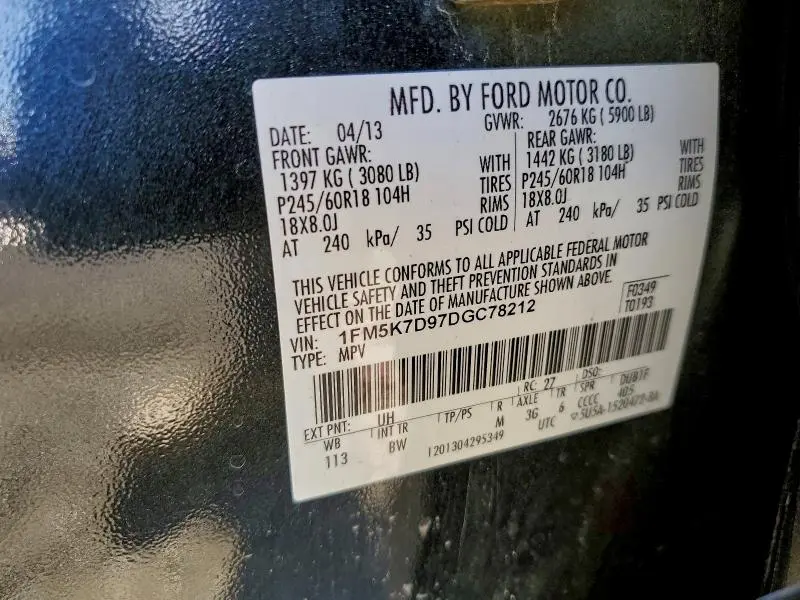 MFD. BY FORD MOTOR CO.
DATE: 04/13 GVWR: 2676 KG ( 5900 LB)
FRONT GAWR: REAR GAWR:
1397 KG ( 3080 LB) WITH 1442 KG ( 3180 LB) WITH
P245/60R18 104H TIRES P245/60R18 104H TIRES
18X8.0J RIMS 18X8.0J RIMS
AT 240 kPa/ 35 PSI COLD AT 240 kPa/ 35 PSI COLD
THIS VEHICLE CONFORMS TO ALL APPLICABLE FEDERAL MOTOR
VEHICLE SAFETY AND THEFT PREVENTION STANDARDS IN
EFFECT ON THE DATE OF MANUFACTURE SHOWN ABOVE.
VIN: 1FM5K7D97DGC78212 F0349
TYPE: MPV T0193
EXT PNT: UH RC: 27 DSO:
WB INT TR TP/PS R AXLE TR SPR
113 BW M 3G 6 CCCC
1201304295349 UTC